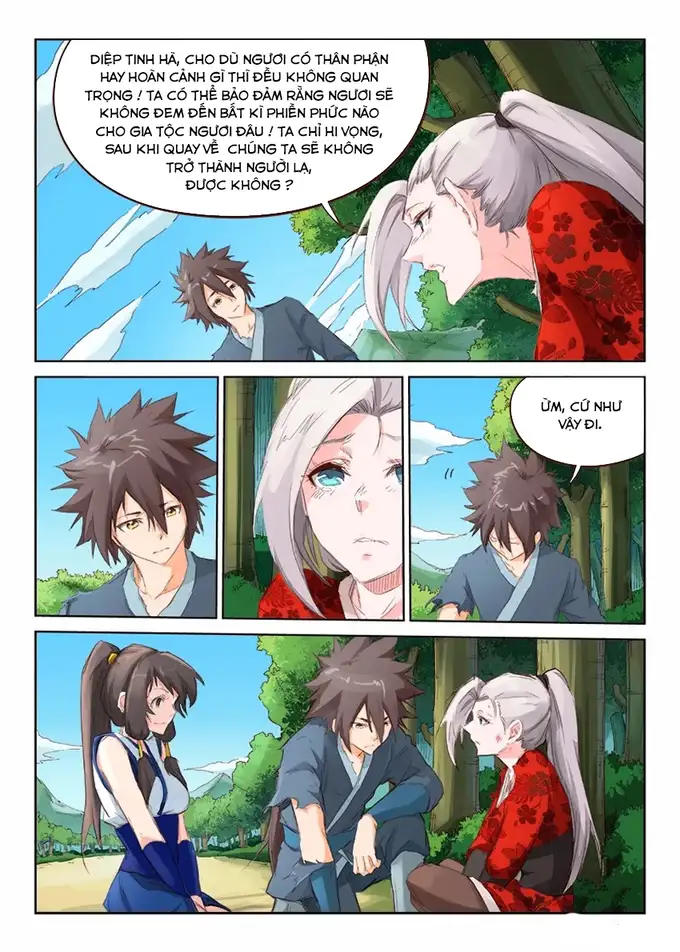 DIỆP TINH HÀ, CHO DÙ NGƯƠI CÓ THÂN PHẬN
HAY HOÀN CẢNH GÌ THÌ ĐỀU KHÔNG QUAN
TRỌNG ! TA CÓ THỂ BẢO ĐẢM RẰNG NGƯƠI SẼ
KHÔNG ĐEM ĐẾN BẤT KÌ PHIỀN PHỨC NÀO
CHO GIA TỘC NGƯƠI ĐÂU ! TA CHỈ HI VỌNG,
SAU KHI QUAY VỀ CHÚNG TA SẼ KHÔNG
TRỞ THÀNH NGƯỜI LẠ,
ĐƯỢC KHÔNG ?
ỪM, CỨ NHƯ
VẬY ĐI.